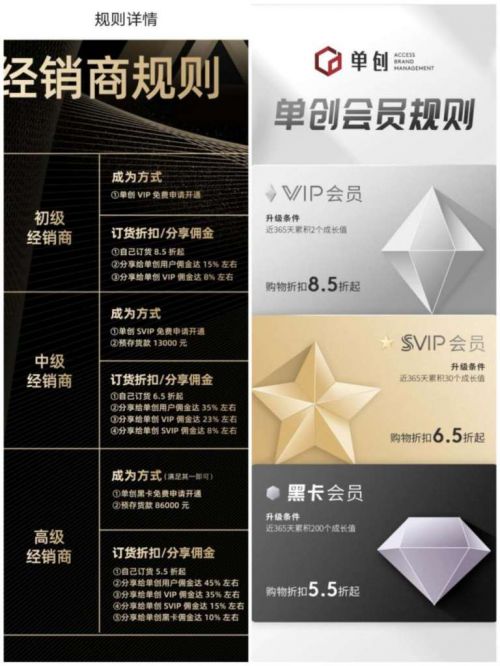 规则详情
经销商规则
初级
经销商
成为方式
①单创 VIP 免费申请开通
订货折扣/分享佣金
①自己订货 8.5 折起
②分享给单创用户佣金达 15% 左右
③分享给单创 VIP 佣金达 8% 左右
中级
经销商
成为方式
①单创 SVIP 免费申请开通
②预存货款 13000 元
订货折扣/分享佣金
①自己订货 6.5 折起
②分享给单创用户佣金达 35% 左右
③分享给单创 VIP 佣金达 23% 左右
④分享给单创 SVIP 佣金达 8% 左右
高级
经销商
成为方式（满足其一即可）
①单创黑卡免费申请开通
②预存货款 86000 元
订货折扣/分享佣金
①自己订货 5.5 折起
②分享给单创用户佣金达 45% 左右
③分享给单创 VIP 佣金达 35% 左右
④分享给单创 SVIP 佣金达 15% 左右
⑤分享给单创黑卡佣金达 10% 左右
单创
ACCESS
BRAND
MANAGEMENT
单创会员规则
VIP 会员
升级条件
近365天累积2个成长值
购物折扣8.5折起
SVIP 会员
升级条件
近365天累积30个成长值
购物折扣6.5折起
黑卡会员
升级条件
近365天累积200个成长值
购物折扣5.5折起